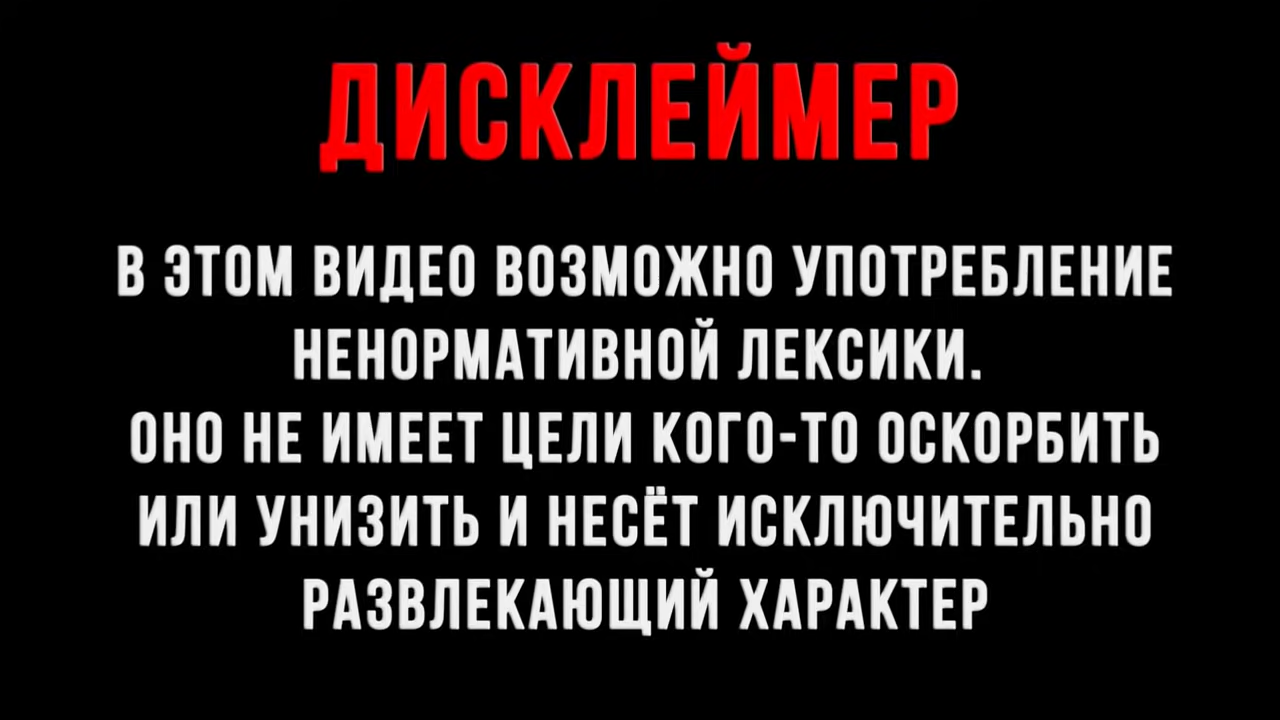 ДИСКЛЕЙМЕР
В ЭТОМ ВИДЕО ВОЗМОЖНО УПОТРЕБЛЕНИЕ
НЕНОРМАТИВНОЙ ЛЕКСИКИ.
ОНО НЕ ИМЕЕТ ЦЕЛИ КОГО-ТО ОСКОРБИТЬ
ИЛИ УНИЗИТЬ И НЕСЁТ ИСКЛЮЧИТЕЛЬНО
РАЗВЛЕКАЮЩИЙ ХАРАКТЕР